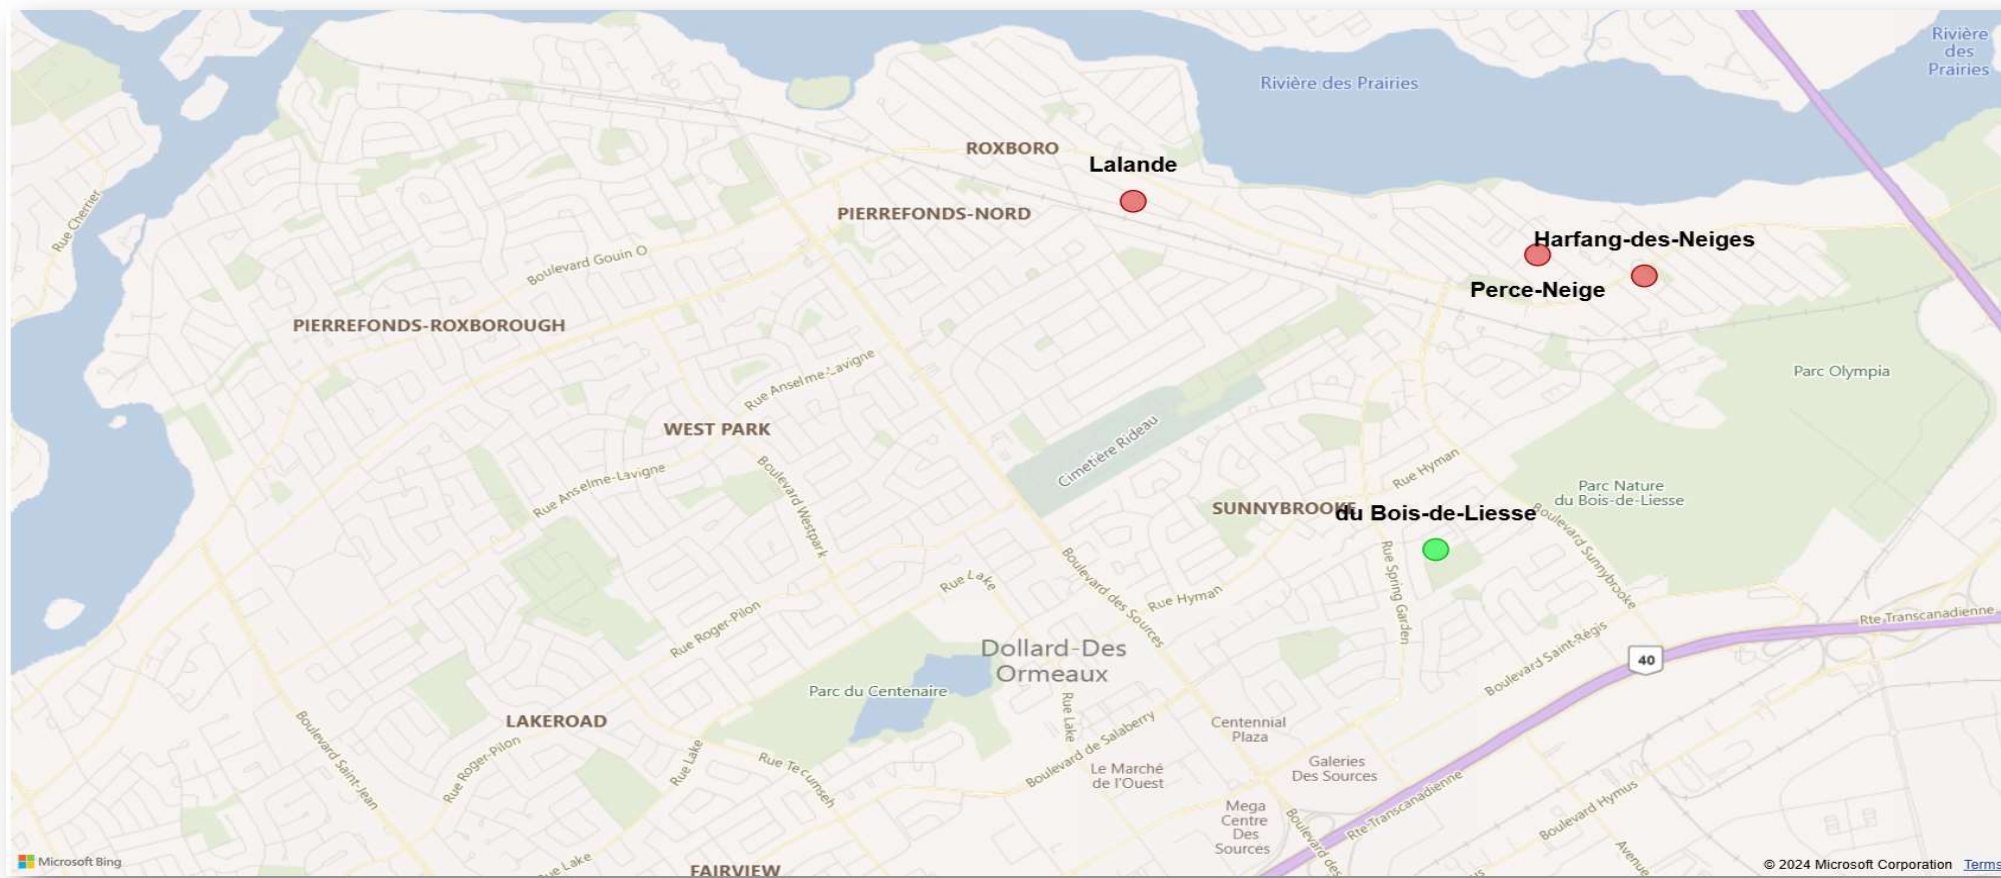 Rivière
des
Prairies
Rivière des Prairies
Rue Cherrier
ROXBORO
Lalande
PIERREFONDS-NORD
Harfang-des-Neiges
Boulevard Gouin O
Perce-Neige
PIERREFONDS-ROXBOROUGH
Parc Olympia
Rue Anselme-Lavigne
WEST PARK
Cimetière Rideau
Rue Hyman
Rue Anselme-Lavigne
Boulevard Westpark
Parc Nature
du Bois-de-Liesse
SUNNYBROOKE
du Bois-de-Liesse
Boulevard Sunnybrooke
Rue Spring Garden
Boulevard des Sources
Rue Lake
Rue Hyman
Rue Roger-Pilon
Rte Transcanadienne
Dollard-Des
Ormeaux
40
Boulevard Saint-Régis
Parc du Centenaire
Rue Lake
LAKEROAD
Boulevard Saint-Jean
Rue Roger-Pilon
Rue Lake
Rue Tecumseh
Boulevard de Salaberry
Centennial
Plaza
Le Marché
de l'Ouest
Galeries
Des Sources
Mega
Centre
Des
Sources
Rte Transcanadienne
Boulevard Hymus
Boulevard des
Avenue
ue Lake
FAIRVIEW
us
Microsoft Bing
© 2024 Microsoft Corporation Terms